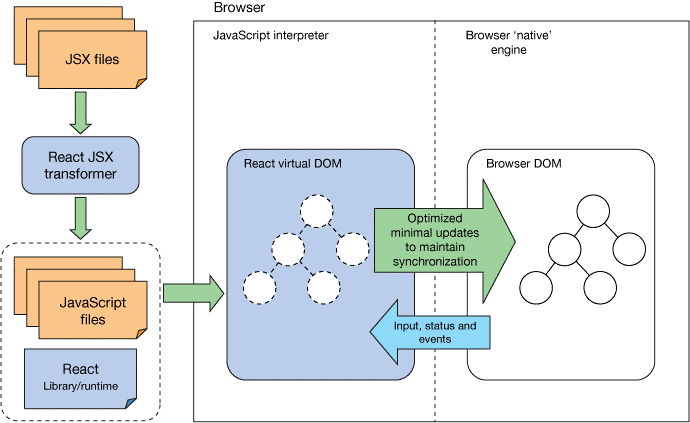 Browser
JSX files
JavaScript interpreter
Browser ‘native’
engine
React JSX
transformer
React virtual DOM
Browser DOM
Optimized
minimal updates
to maintain
synchronization
JavaScript
files
Input, status and
events
React
Library/runtime